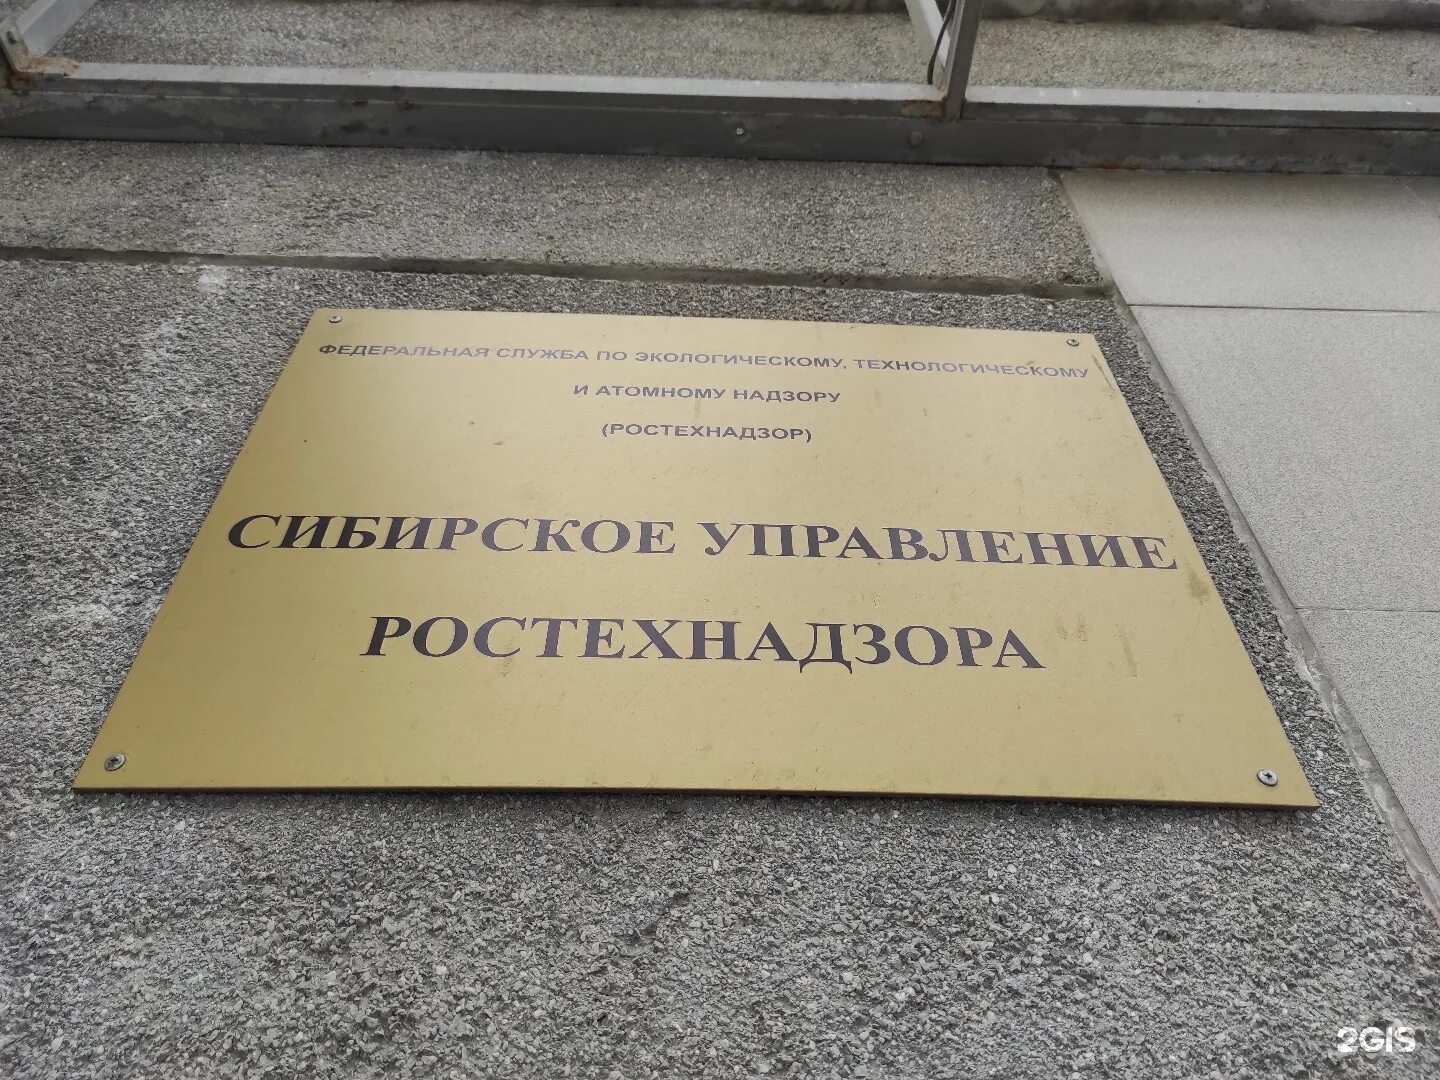 ФЕДЕРАЛЬНАЯ СЛУЖБА ПО ЭКОЛОГИЧЕСКОМУ, ТЕХНОЛОГИЧЕСКОМУ
И АТОМНОМУ НАДЗОРУ
(РОСТЕХНАДЗОР)
СИБИРСКОЕ УПРАВЛЕНИЕ
РОСТЕХНАДЗОРА
2GIS